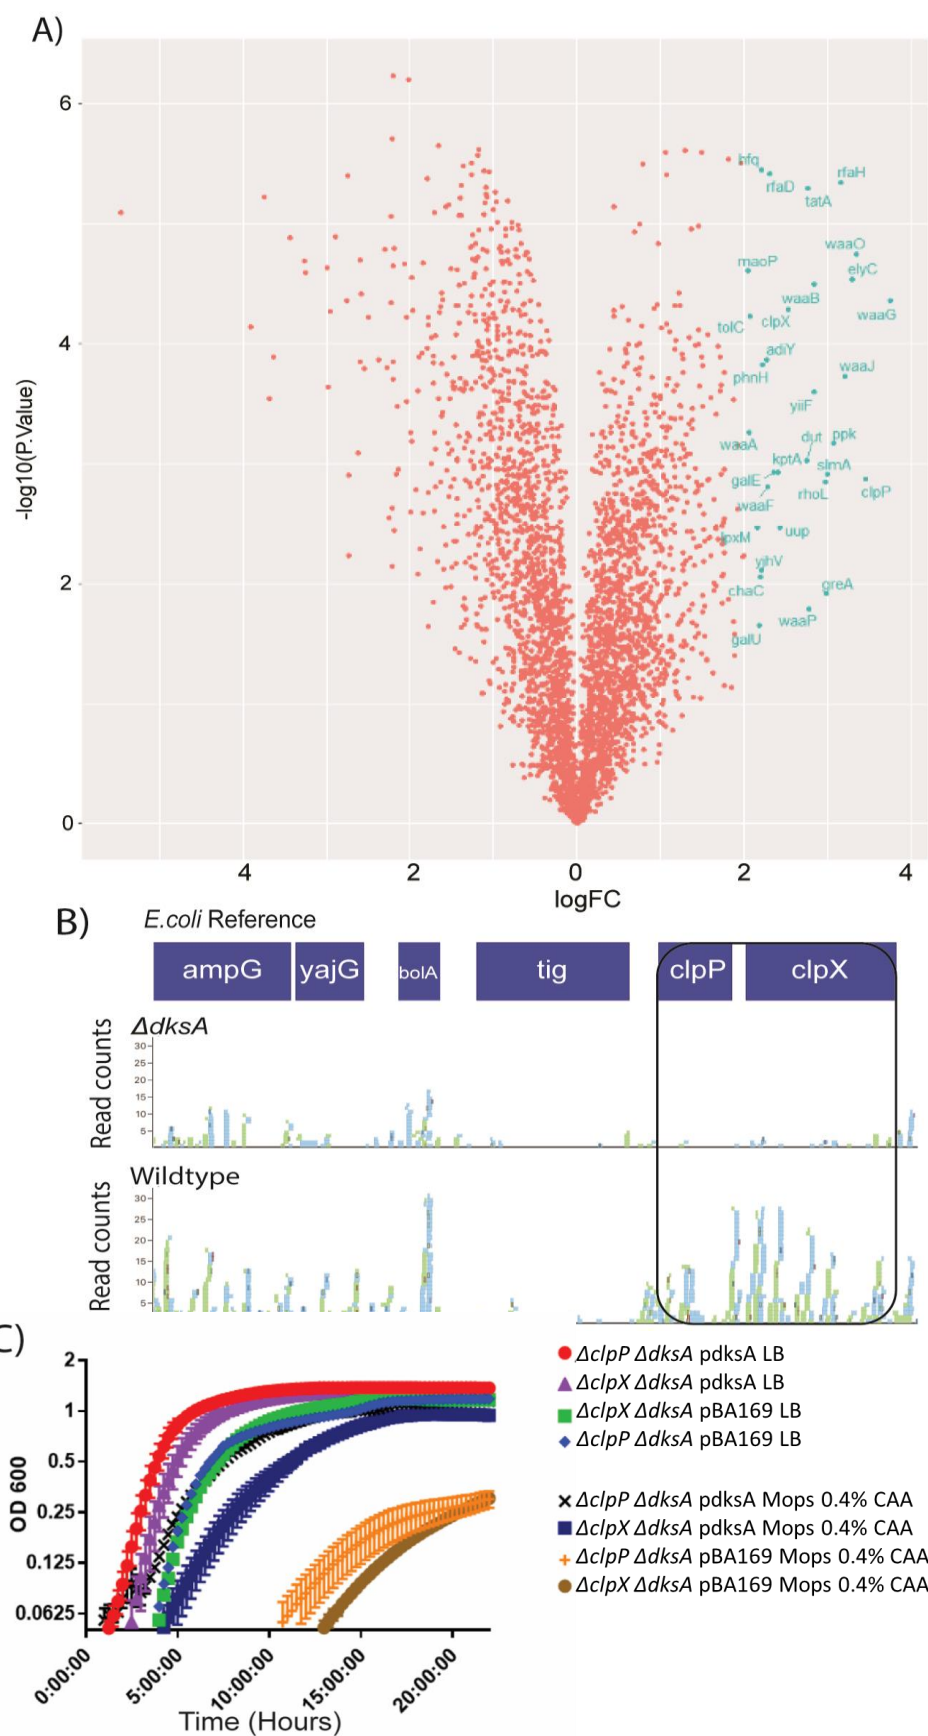 A)
6
4
2
0
-log10(P.Value)
hfq
rfaD
tatA
rfaH
waaO
maoP
elyC
waaB
waaG
tolC
clpX
adiY
phnH
waaJ
yiiF
waaA
dut
ppk
kptA
slmA
galE
rhoL
clpP
waaF
lpxM
uup
yjhV
chaC
greA
waaP
galU
4 2 0 2 4
logFC
B)
E.coli Reference
ampG yajG bolA tig clpP clpX
ΔdksA
Read counts
30
25
20
15
10
5
Wildtype
Read counts
30
25
20
15
10
5
C)
OD 600
2
1
0.5
0.25
0.125
0.0625
0:00:00 5:00:00 10:00:00 15:00:00 20:00:00
Time (Hours)
ΔclpP ΔdksA pdksA LB
ΔclpX ΔdksA pdksA LB
ΔclpX ΔdksA pBA169 LB
ΔclpP ΔdksA pBA169 LB
ΔclpP ΔdksA pdksA Mops 0.4% CAA
ΔclpX ΔdksA pdksA Mops 0.4% CAA
ΔclpP ΔdksA pBA169 Mops 0.4% CAA
ΔclpX ΔdksA pBA169 Mops 0.4% CAA